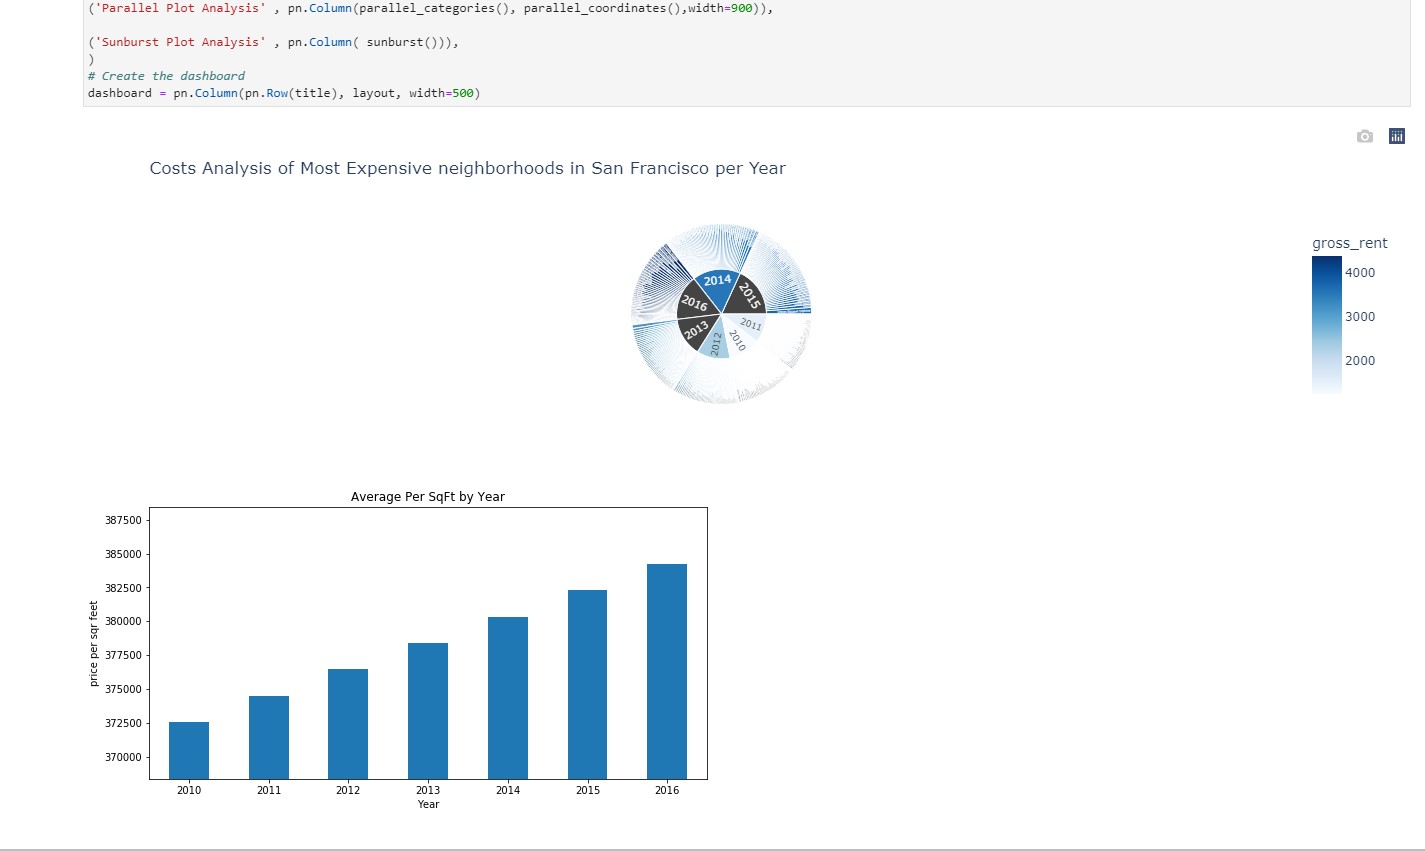 ('Parallel Plot Analysis' , pn.Column(parallel_categories(), parallel_coordinates(),width=900)),
('Sunburst Plot Analysis' , pn.Column( sunburst())),
)
# Create the dashboard
dashboard = pn.Column(pn.Row(title), layout, width=500)
Costs Analysis of Most Expensive neighborhoods in San Francisco per Year
2014
2015
2016
2011
2013
2012
2010
gross_rent
4000
3000
2000
Average Per SqFt by Year
387500
385000
382500
380000
377500
375000
372500
370000
price per sqr feet
2010 2011 2012 2013 2014 2015 2016
Year